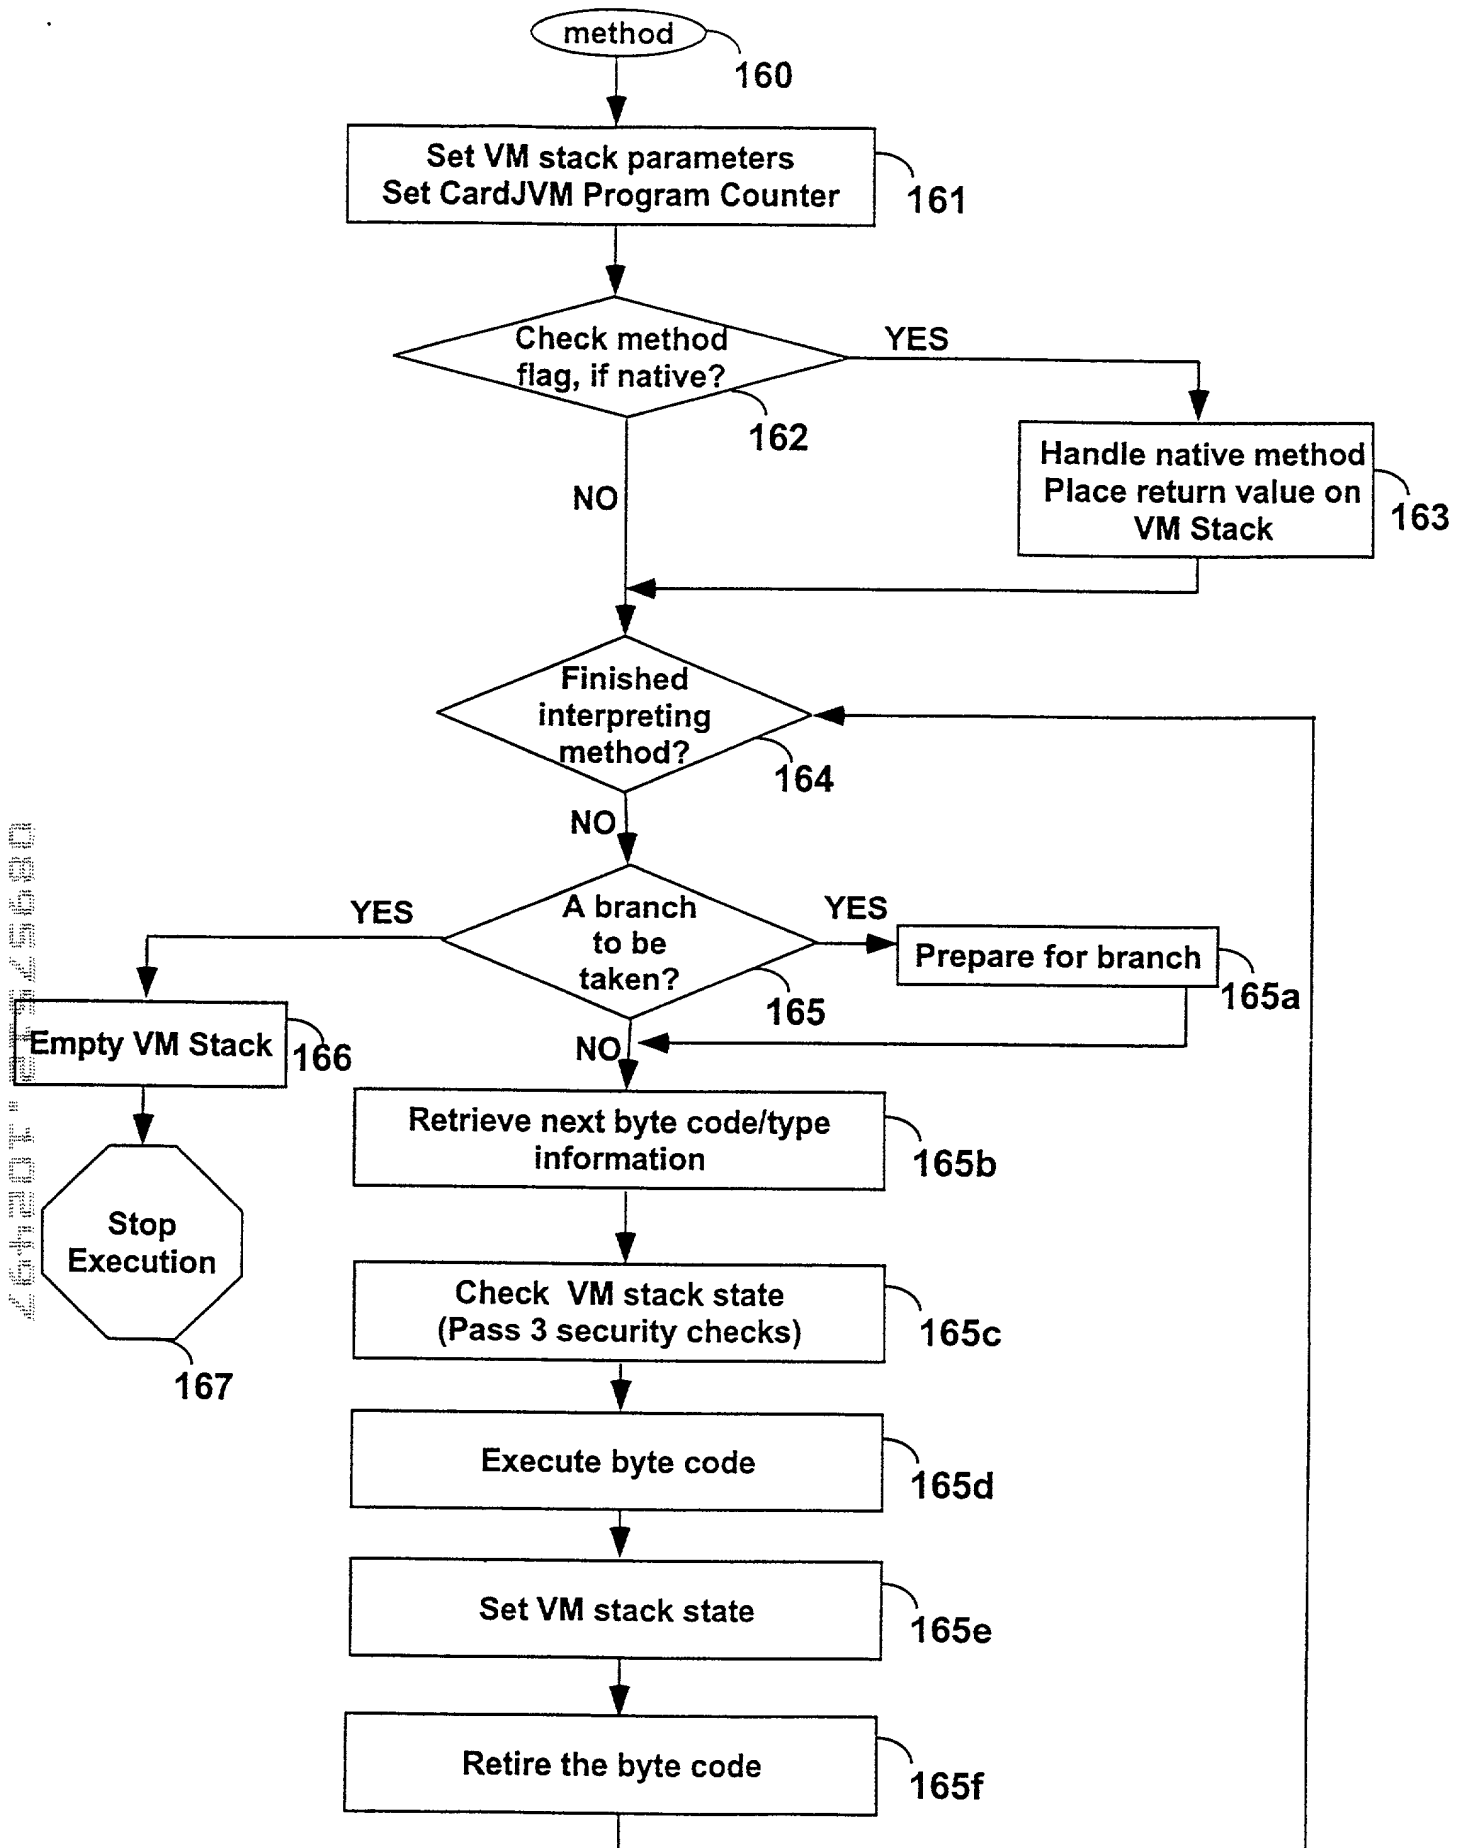 method
160
Set VM stack parameters
Set CardJVM Program Counter
161
Check method
flag, if native?
162
YES
Handle native method
Place return value on
VM Stack
163
NO
Finished
interpreting
method?
164
NO
A branch
to be
taken?
165
YES
YES
Prepare for branch
165a
Empty VM Stack
166
NO
Stop
Execution
167
Retrieve next byte code/type
information
165b
Check VM stack state
(Pass 3 security checks)
165c
Execute byte code
165d
Set VM stack state
165e
Retire the byte code
165f